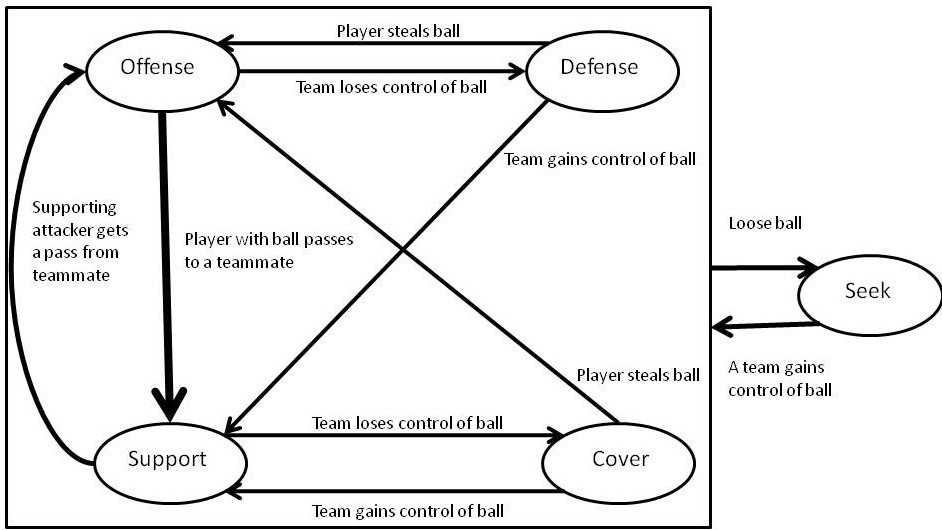 Player steals ball
Offense
Defense
Team loses control of ball
Team gains control of ball
Supporting
attacker gets
a pass from
teammate
Player with ball passes
to a teammate
Loose ball
Seek
A team gains
control of ball
Player steals ball
Team loses control of ball
Support
Cover
Team gains control of ball